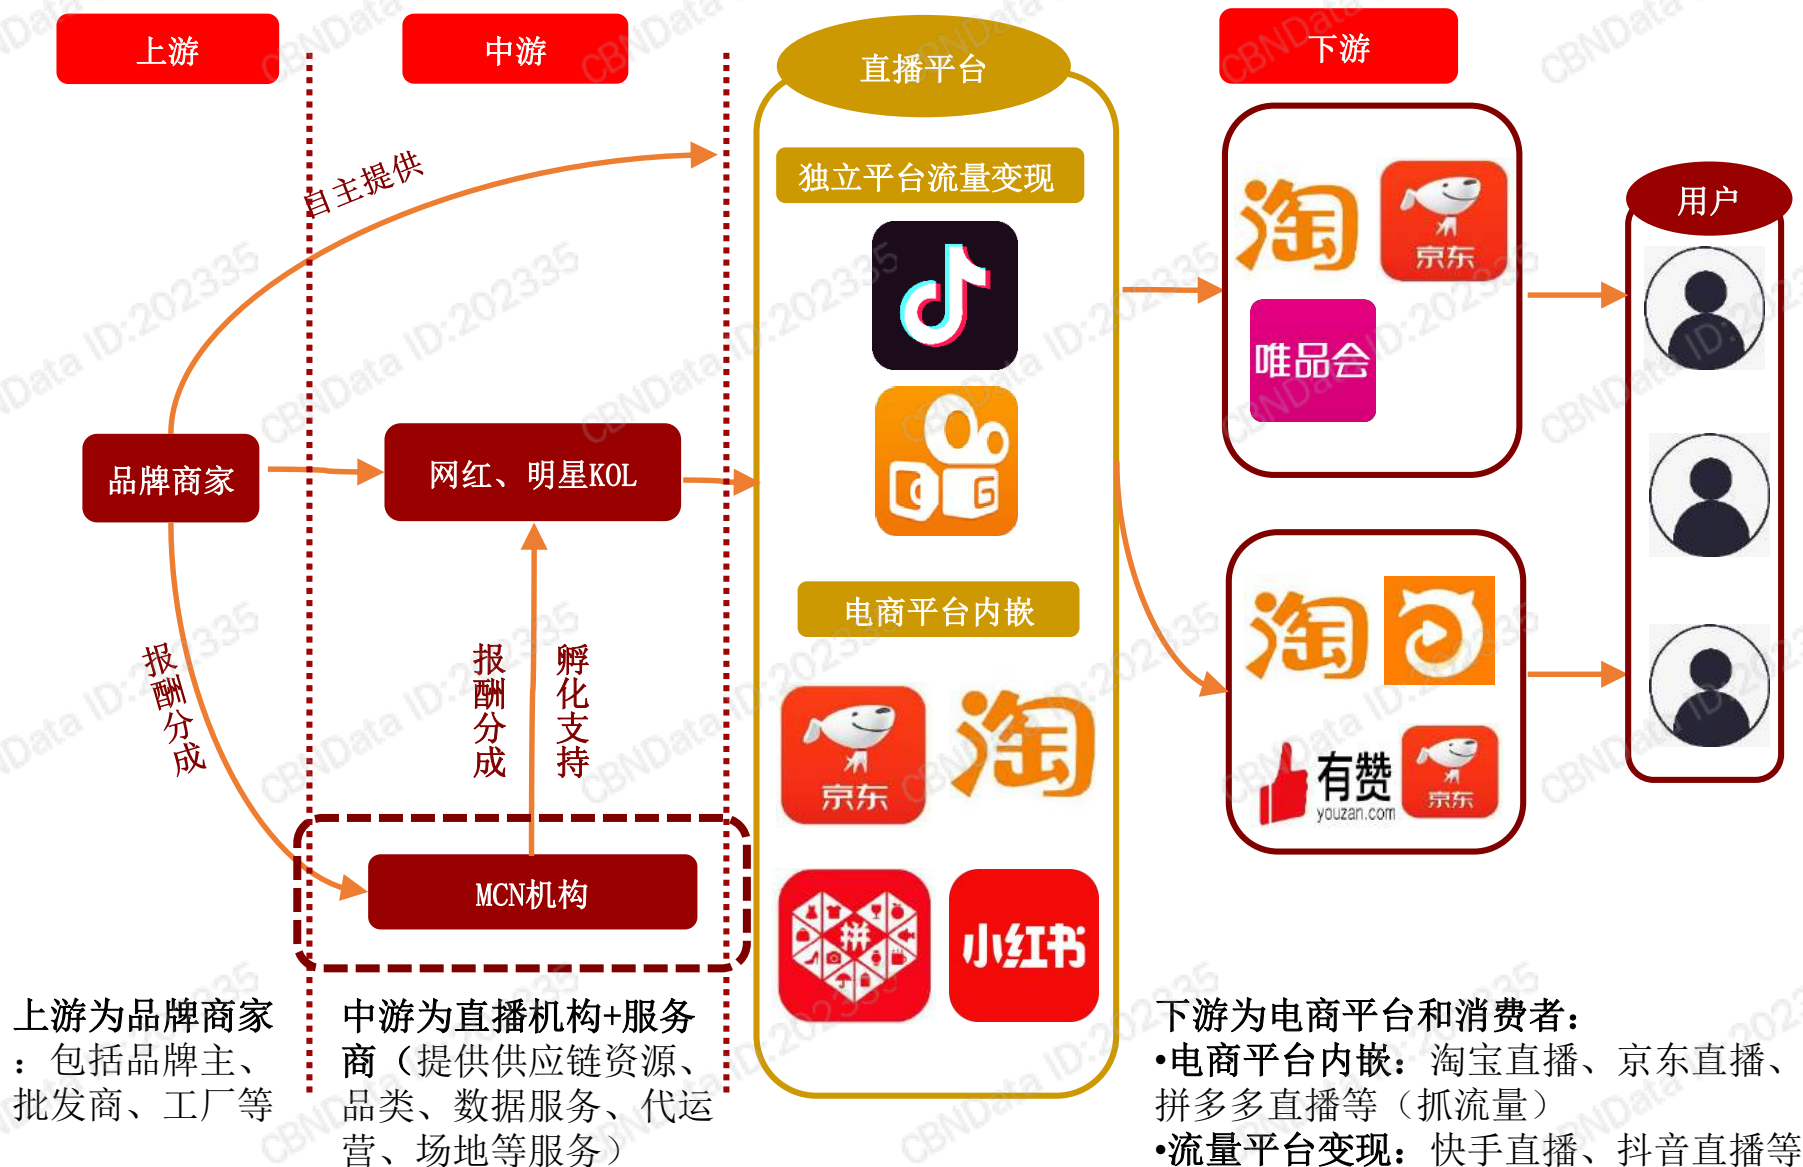 上游
中游
直播平台
下游
自主提供
独立平台流量变现
用户
京东
唯品会
品牌商家
网红、明星KOL
电商平台内嵌
报酬分成
报酬分成
孵化支持
淘
淘
淘
京东
有赞
youzan.com
京东
MCN机构
拼
小红书
上游为品牌商家
：包括品牌主、
批发商、工厂等
中游为直播机构+服务
商（提供供应链资源、
品类、数据服务、代运
营、场地等服务）
下游为电商平台和消费者：
•电商平台内嵌：淘宝直播、京东直播、
拼多多直播等（抓流量）
•流量平台变现：快手直播、抖音直播等
CBNData ID:202335